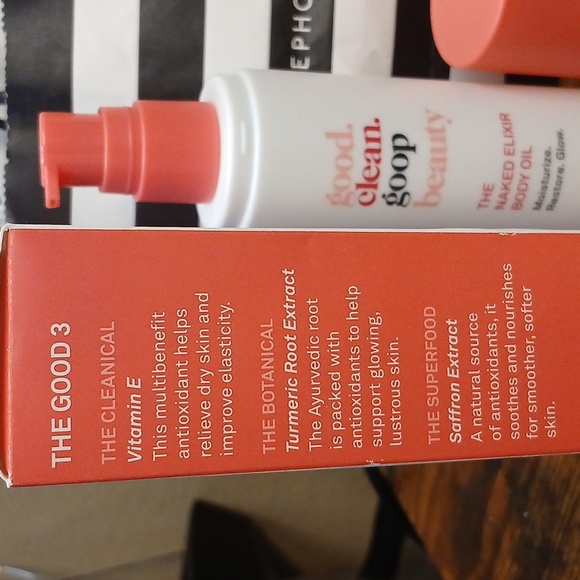 EPHO
good.
clean.
goop
beauty
THE
NAKED ELIXIR
BODY OIL
Moisturize.
Restore. Glow.
THE GOOD 3
THE CLEANICAL
Vitamin E
This multibenefit
antioxidant helps
relieve dry skin and
improve elasticity.
THE BOTANICAL
Turmeric Root Extract
The Ayurvedic root
is packed with
antioxidants to help
support glowing,
lustrous skin.
THE SUPERFOOD
Saffron Extract
A natural source
of antioxidants, it
soothes and nourishes
for smoother, softer
skin.